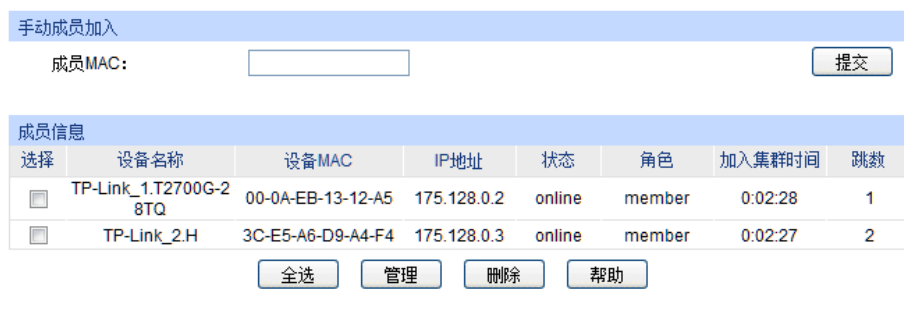 手动成员加入
成员MAC:
提交
成员信息
选择 设备名称 设备MAC IP地址 状态 角色 加入集群时间 跳数
TP-Link_1.T2700G-2
8TQ 00-0A-EB-13-12-A5 175.128.0.2 online member 0:02:28 1
TP-Link_2.H 3C-E5-A6-D9-A4-F4 175.128.0.3 online member 0:02:27 2
全选 管理 删除 帮助